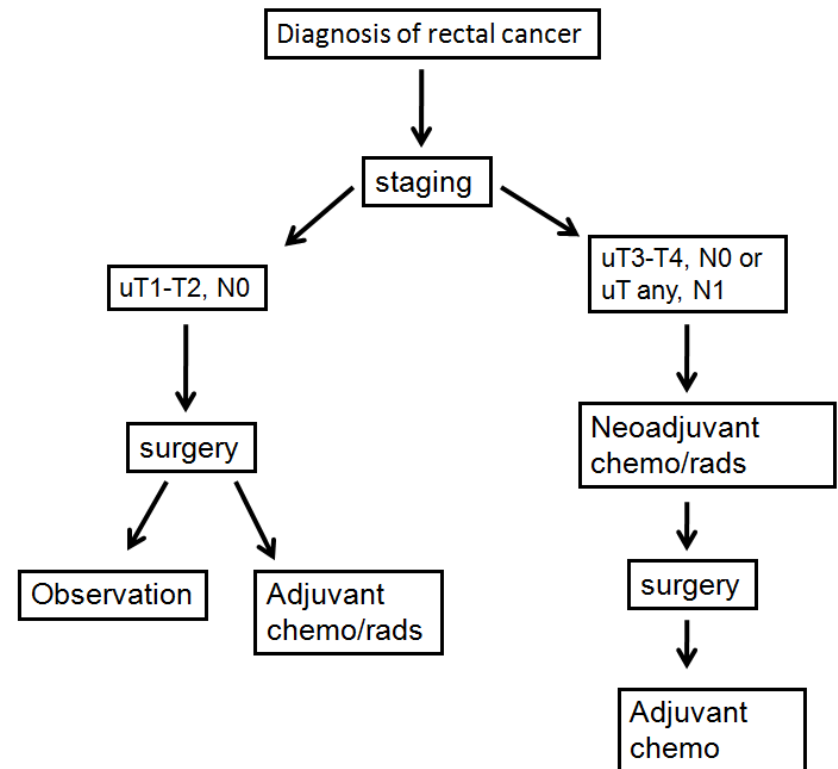 Diagnosis of rectal cancer
staging
uT1-T2, N0
uT3-T4, N0 or
uT any, N1
surgery
Neoadjuvant
chemo/rads
Observation
Adjuvant
chemo/rads
surgery
Adjuvant
chemo